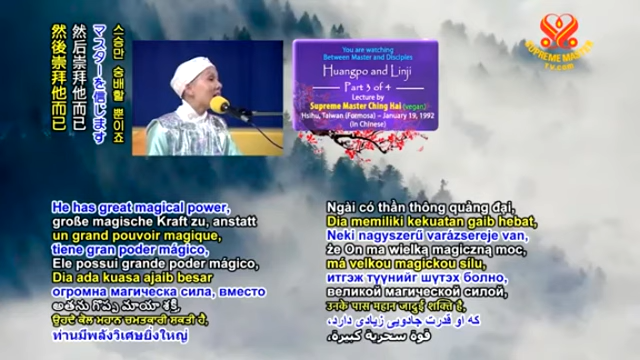 스승만 숭배할 뿐이죠
マスターを信じます
然后崇拜他而已
然後崇拜他而已
You are watching
Between Master and Disciples
Huangpo and Linji
Part 3 of 4
Lecture by
Supreme Master Ching Hai (vegan)
Hsihu, Taiwan (Formosa) – January 19, 1992
(In Chinese)
SUPREME MASTER
TV.COM
He has great magical power,
große magische Kraft zu, anstatt
un grand pouvoir magique,
tiene gran poder mágico,
Ele possui grande poder mágico,
Dia ada kuasa ajaib besar
огромна магическа сила, вместо
అతను గొప్ప మాయా శక్తి,
ਉਹਦੇ ਕੋਲ ਮਹਾਨ ਚਮਤਕਾਰੀ ਸ਼ਕਤੀ ਹੈ,
ท่านมีพลังวิเศษยิ่งใหญ่
Ngài có thần thông quảng đại,
Dia memiliki kekuatan gaib hebat,
Neki nagyszerű varázsereje van,
że On ma wielką magiczną moc,
má velkou magickou silu,
итгэж түүнийг шүтэх болно,
великой магической силой,
उनके पास महान जादुई शक्ति है,
که او قدرت جادویی زیادی دارد،
قوة سحرية كبيرة،